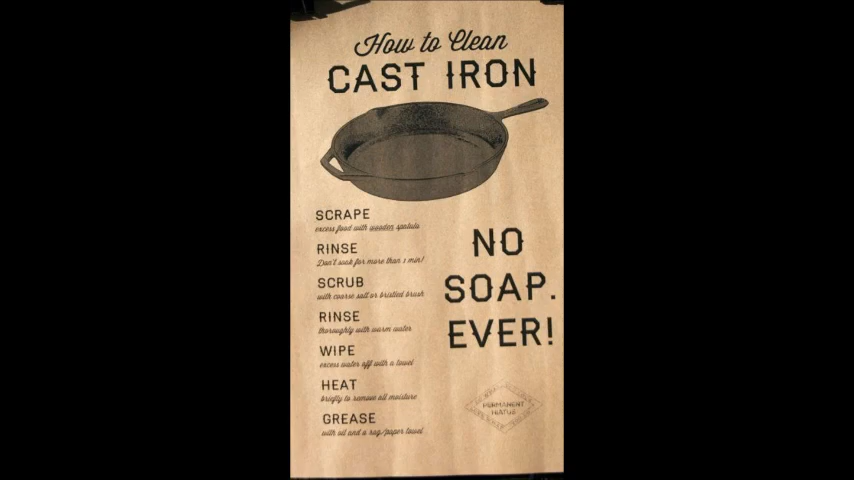 How to Clean
CAST IRON
SCRAPE
excess food with wooden spatula
RINSE
Don't soak for more than 1 min!
SCRUB
with coarse salt or bristled brush
RINSE
thoroughly with warm water
WIPE
excess water off with a towel
HEAT
briefly to remove all moisture
GREASE
with oil and a rag/paper towel
NO
SOAP.
EVER!
PERMANENT
HIATUS